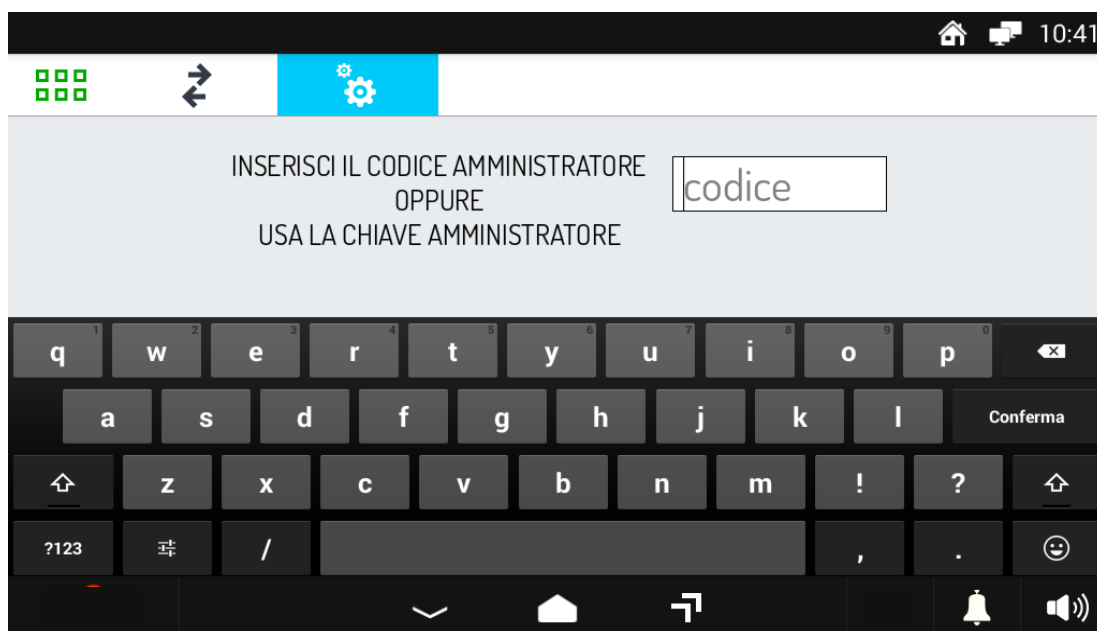 10:41
INSERISCI IL CODICE AMMINISTRATORE
OPPURE
USA LA CHIAVE AMMINISTRATORE
codice
1 2 3 4 5 6 7 8 9 0
q w e r t y u i o p
a s d f g h j k l Conferma
z x c v b n m ! ?
?123 / , .